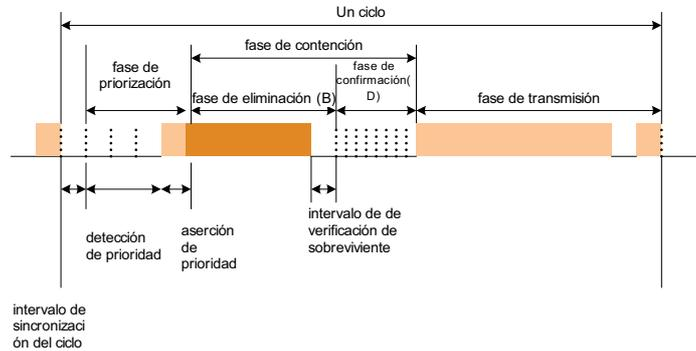 Un ciclo
fase de contención
fase de
priorización
fase de
confirmación(
D)
fase de eliminación (B)
fase de transmisión
detección
de prioridad
aserción
de
prioridad
intervalo de de
verificación de
sobreviviente
intervalo de
sincronizaci
ón del ciclo